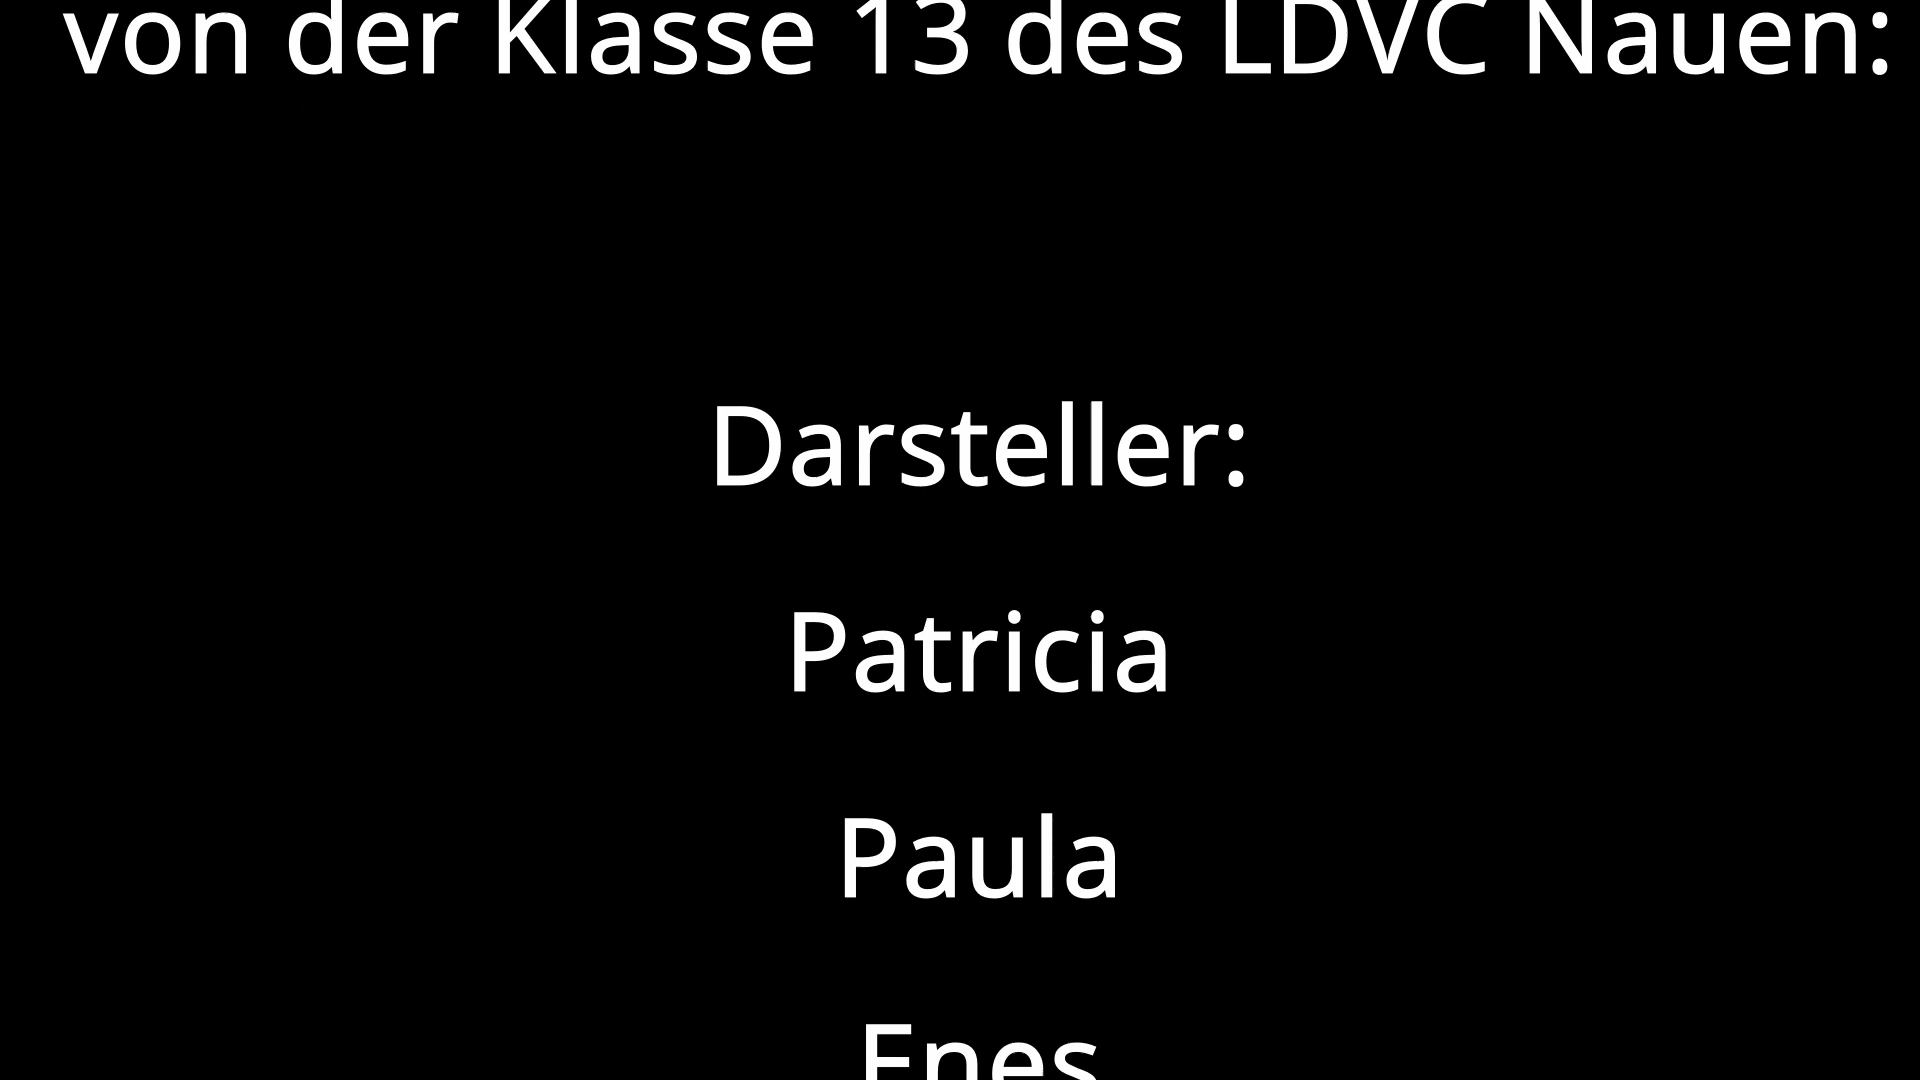 von der Klasse 13 des LDVC Nauen:
Darsteller:
Patricia
Paula
Enes